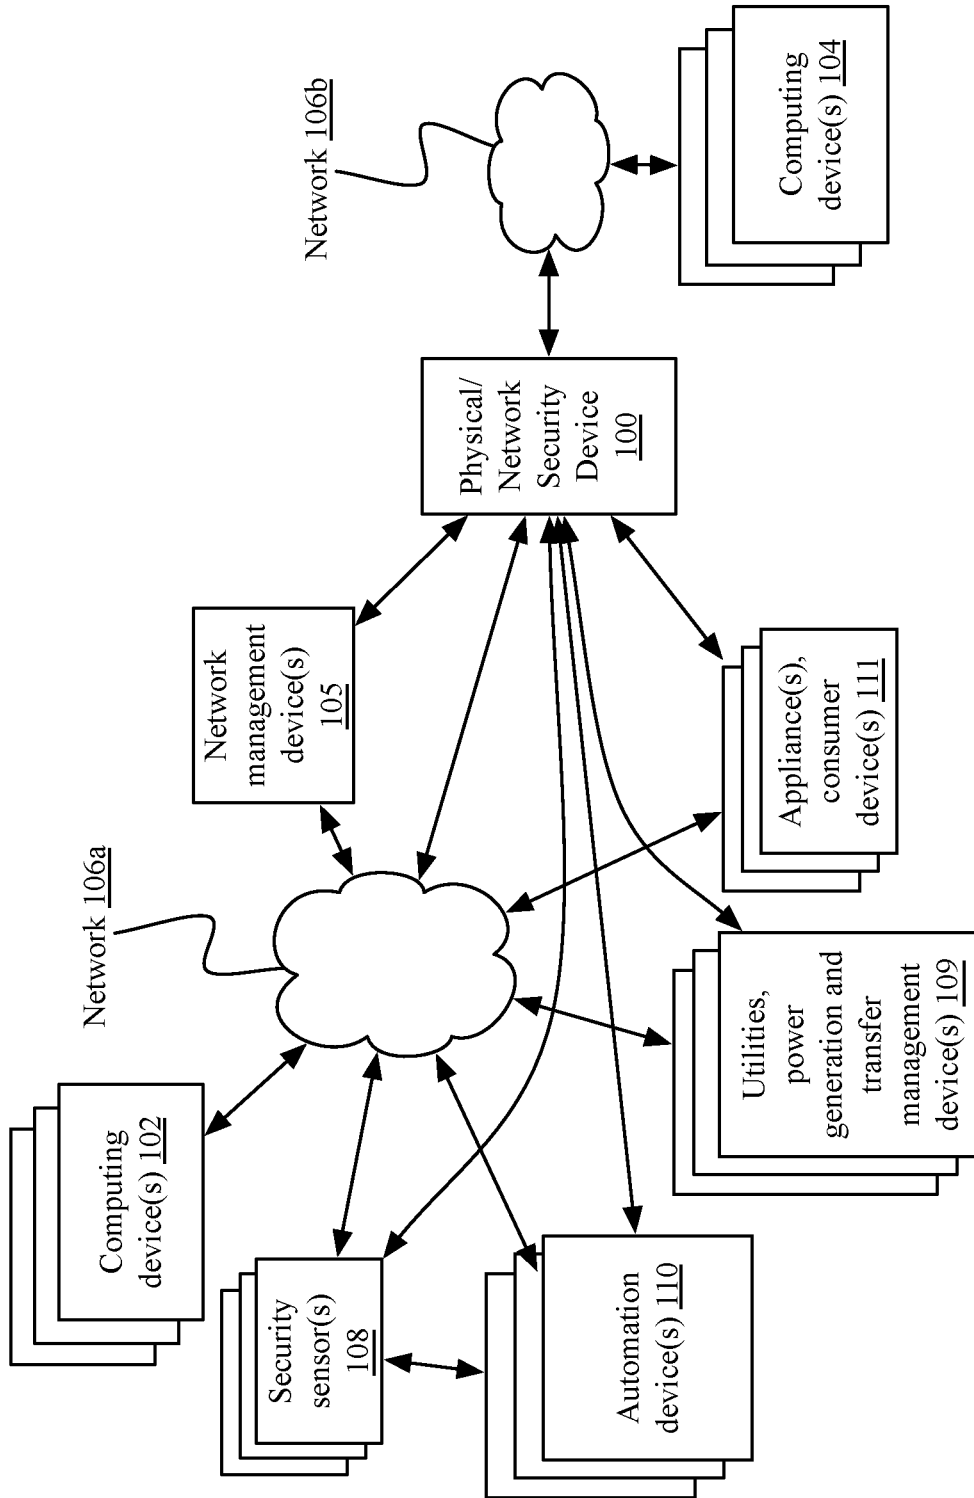 Computing
device(s) 102
Network 106a
Network
management
device(s)
105
Network 106b
Security
sensor(s)
108
Physical/
Network
Security
Device
100
Computing
device(s) 104
Automation
device(s) 110
Utilities,
power
generation and
transfer
management
device(s) 109
Appliance(s),
consumer
device(s) 111